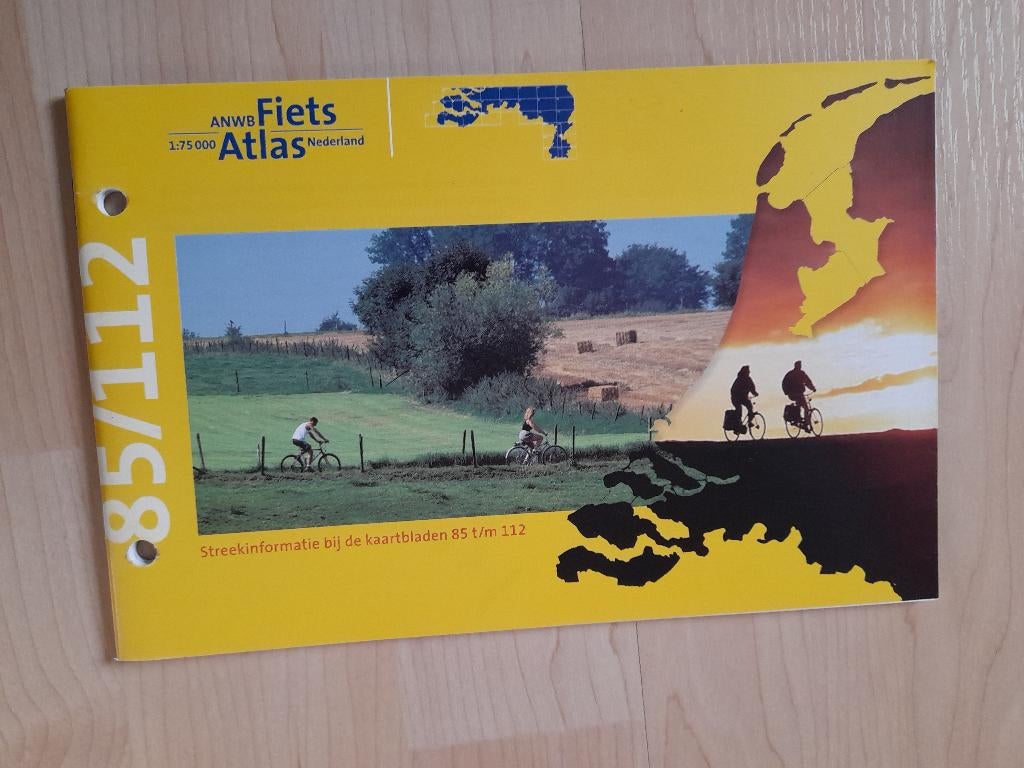 ANWB Fiets
1:75 000 Atlas Nederland
85/112
Streekinformatie bij de kaartbladen 85 t/m 112